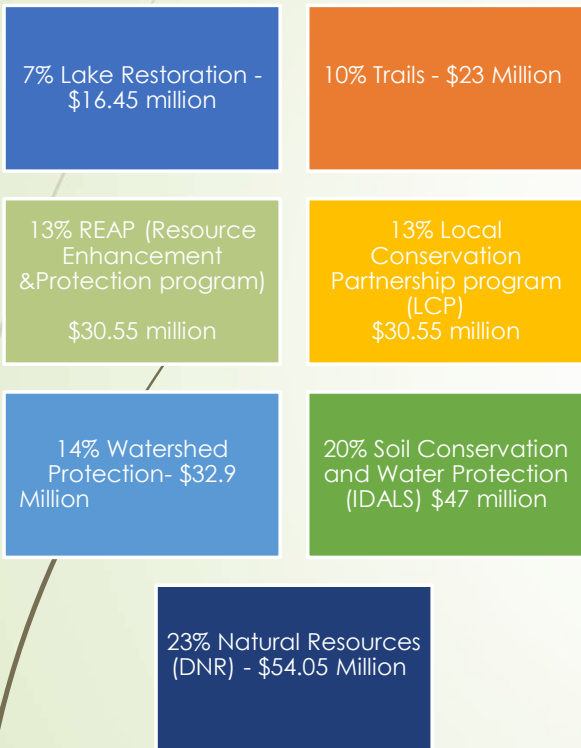 7% Lake Restoration -
$16.45 million
10% Trails - $23 Million
13% REAP (Resource
Enhancement
&Protection program)
$30.55 million
13% Local
Conservation
Partnership program
(LCP)
$30.55 million
14% Watershed
Protection- $32.9
Million
20% Soil Conservation
and Water Protection
(IDALS) $47 million
23% Natural Resources
(DNR) - $54.05 Million